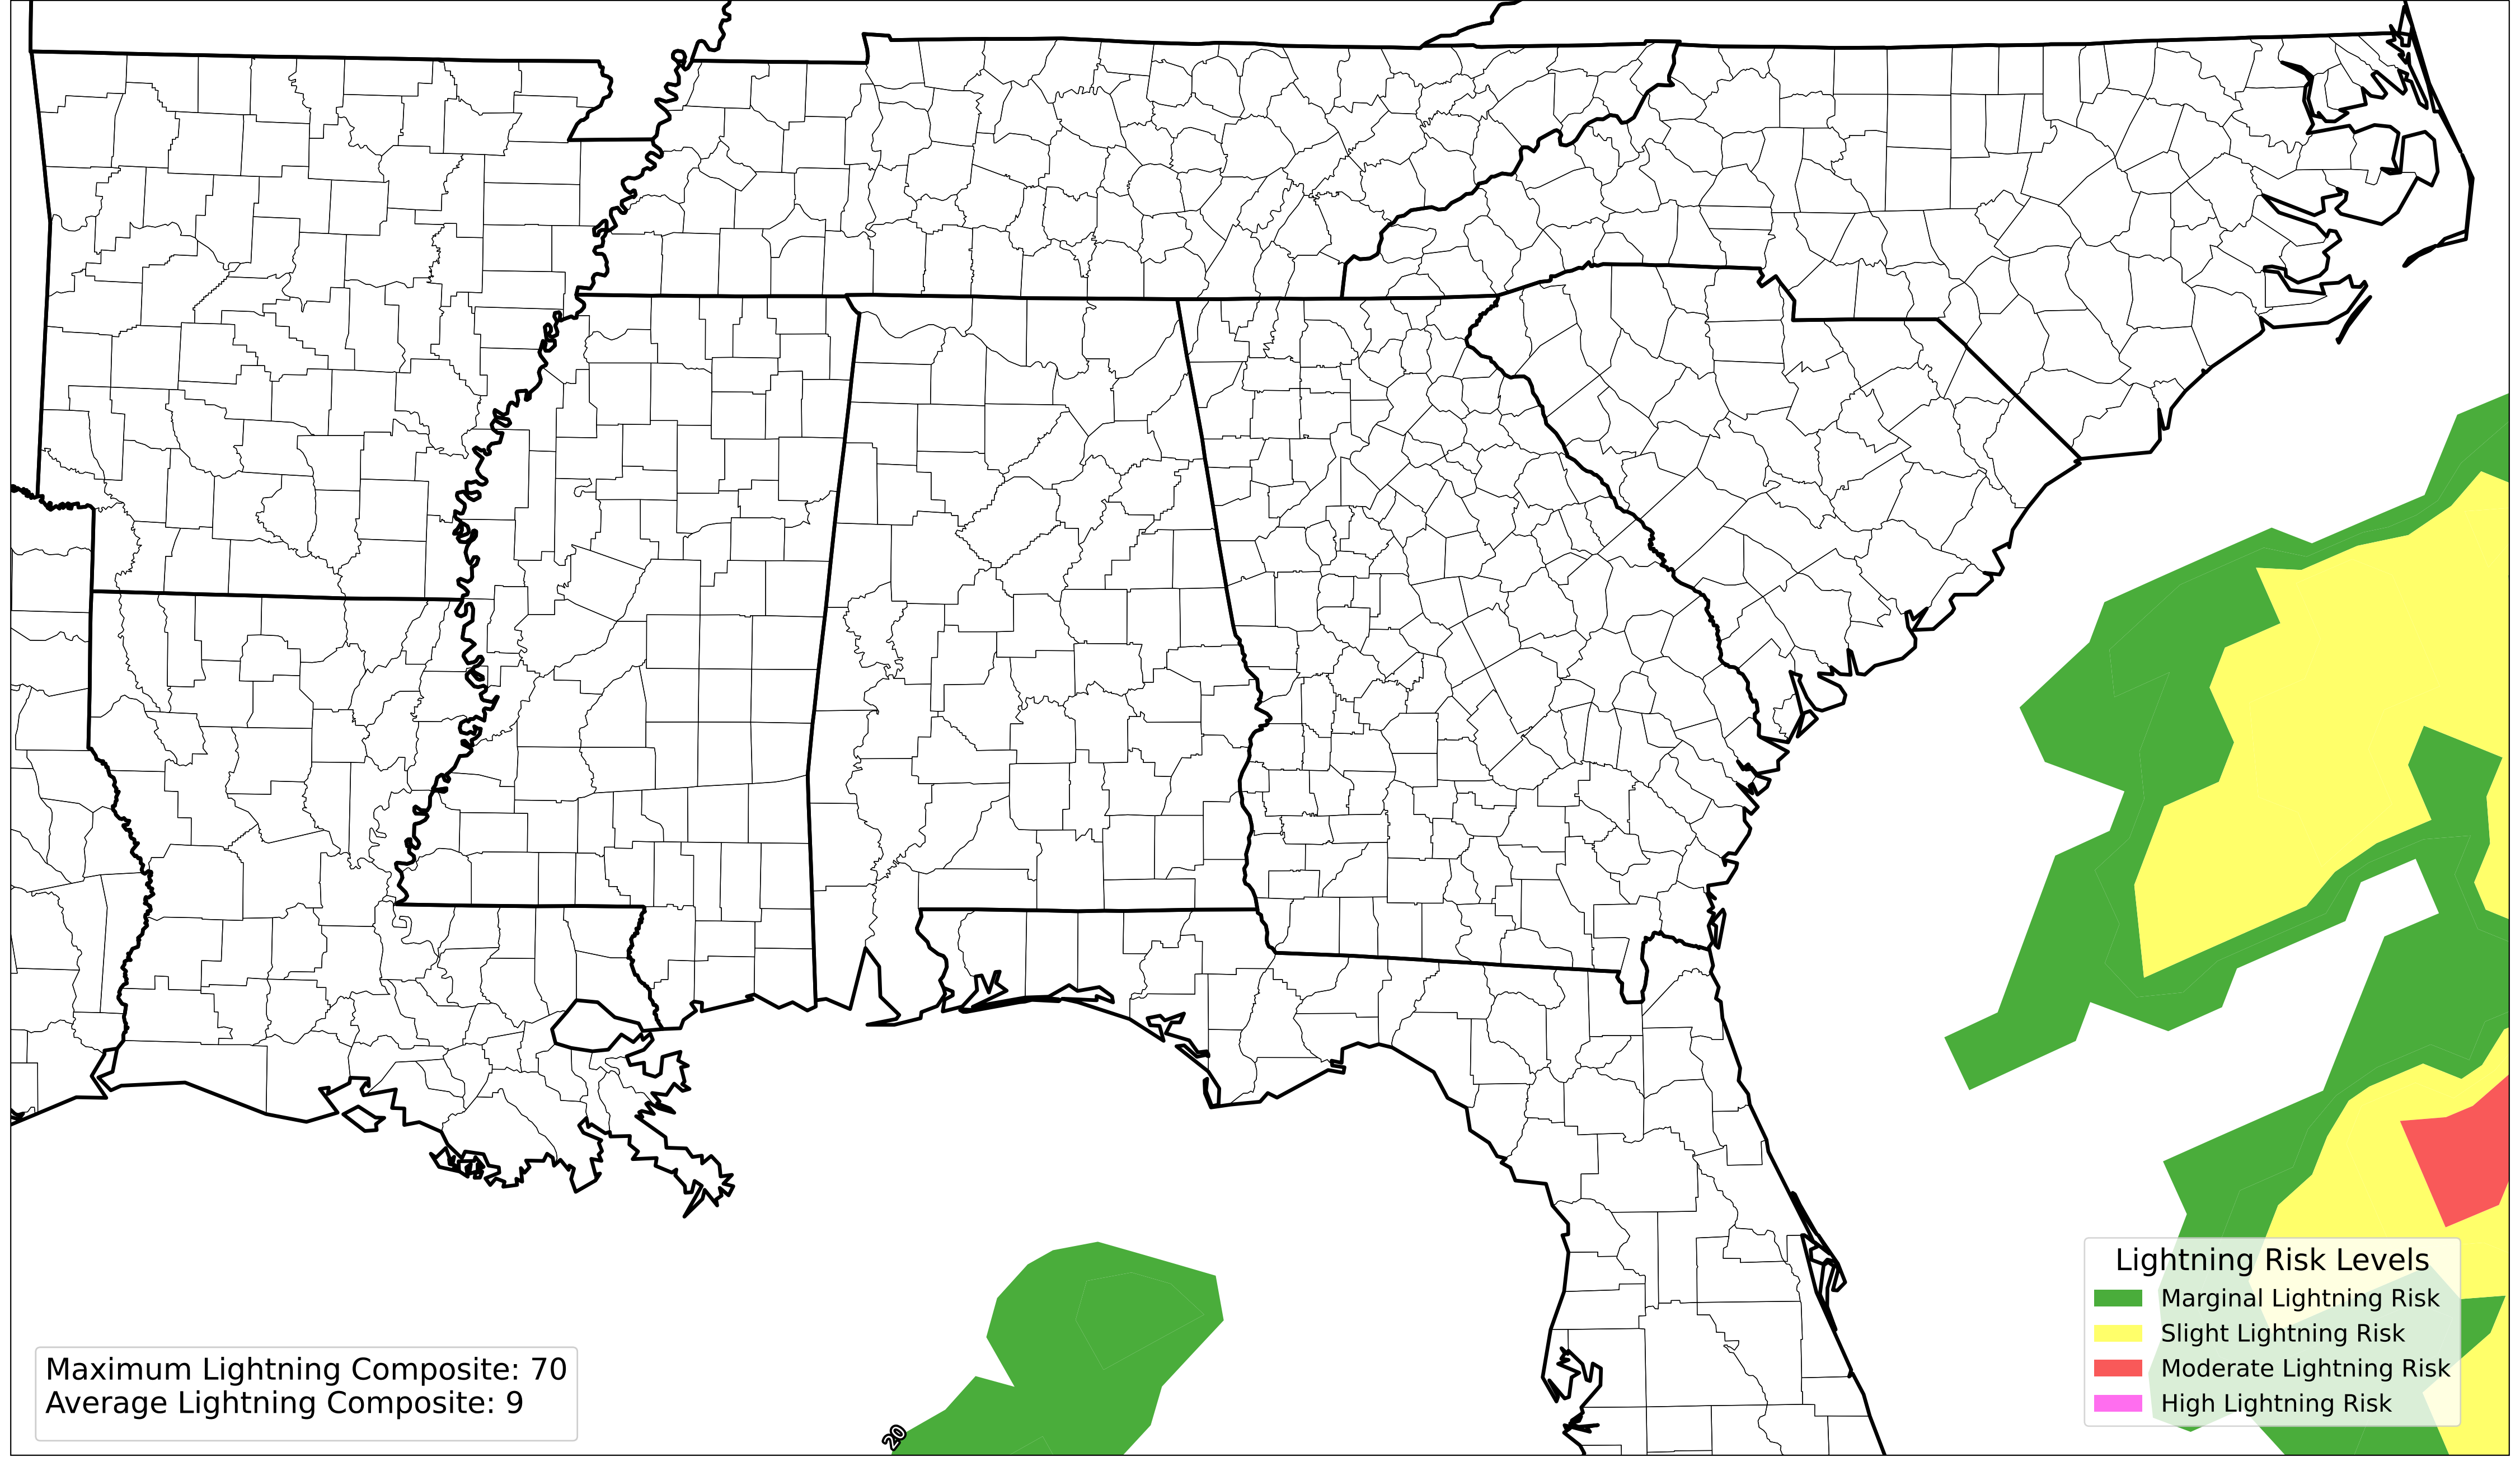 Lightning Risk Levels
Marginal Lightning Risk
Slight Lightning Risk
Moderate Lightning Risk
High Lightning Risk
Maximum Lightning Composite: 70
Average Lightning Composite: 9
20